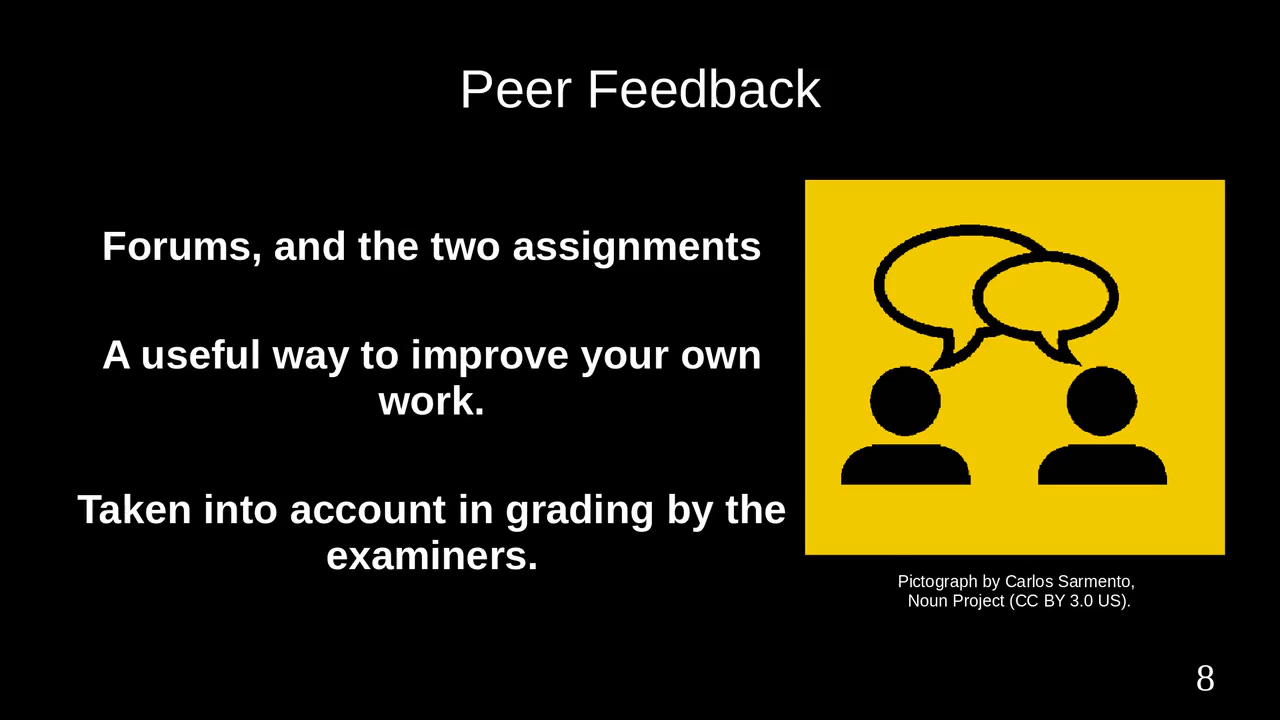 Peer Feedback
Forums, and the two assignments
A useful way to improve your own
work.
Taken into account in grading by the
examiners.
Pictograph by Carlos Sarmento,
Noun Project (CC BY 3.0 US).
8